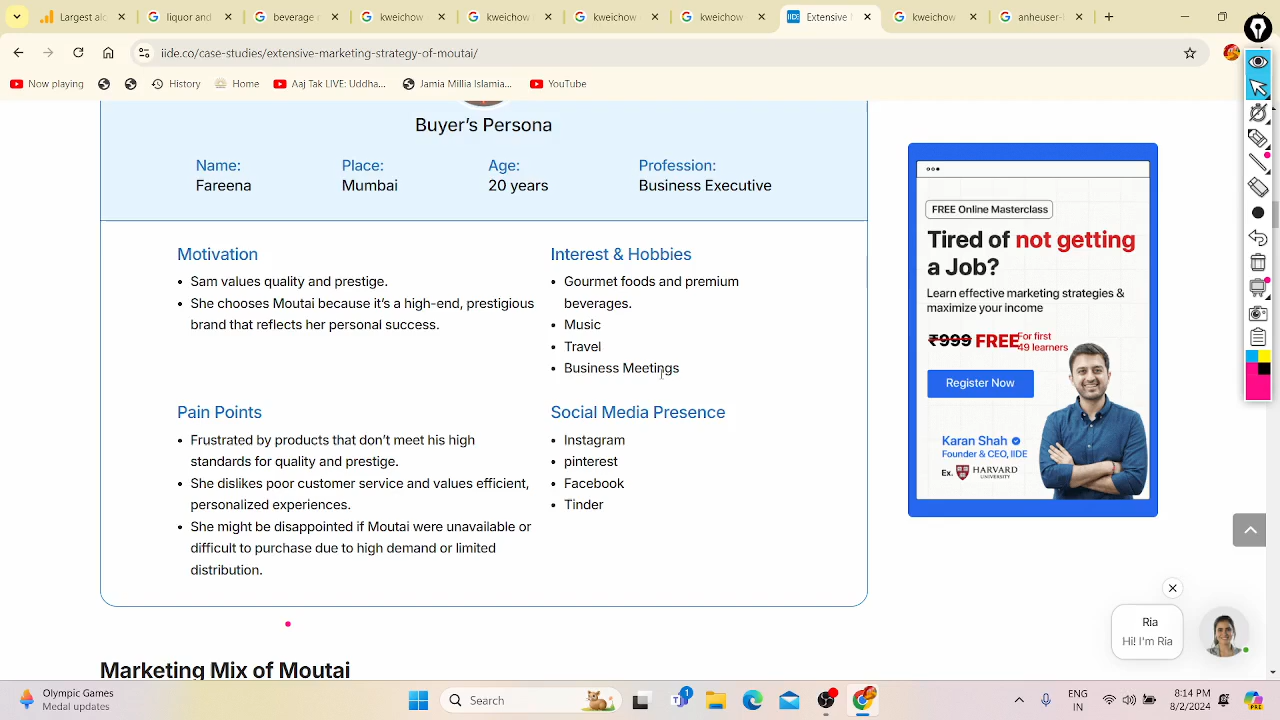 liquor pan
beverage i
kweichow
kweichow
kweichow
kweichow
Extensive
kweichow
anheuser-
iide.co/case-studies/extensive-marketing-strategy-of-moutai/
Now playing
History
Home
Aaj Tak LIVE: Uddha...
Jamia Millia Islamia...
YouTube
Buyer's Persona
Name:
Place:
Age:
Profession:
Fareena
Mumbai
20 years
Business Executive
Motivation
• Sam values quality and prestige.
• She chooses Moutai because it's a high-end, prestigious
brand that reflects her personal success.
Interest & Hobbies
• Gourmet foods and premium
beverages.
• Music
• Travel
• Business Meetings
Pain Points
• Frustrated by products that don't meet his high
standards for quality and prestige.
• She dislikes poor customer service and values efficient,
personalized experiences.
• She might be disappointed if Moutai were unavailable or
difficult to purchase due to high demand or limited
distribution.
Social Media Presence
• Instagram
• pinterest
• Facebook
• Tinder
Marketing Mix of Moutai
FREE Online Masterclass
Tired of not getting
a Job?
Learn effective marketing strategies &
maximize your income
₹999 FREE For first
49 learners
Register Now
Karan Shah
Founder & CEO, IIDE
Ex. HARVARD
UNIVERSITY
Ria
Hi! I'm Ria
Olympic Games
Medal updates
Search
1
ENG
IN
8:14 PM
8/2/2024
PRE